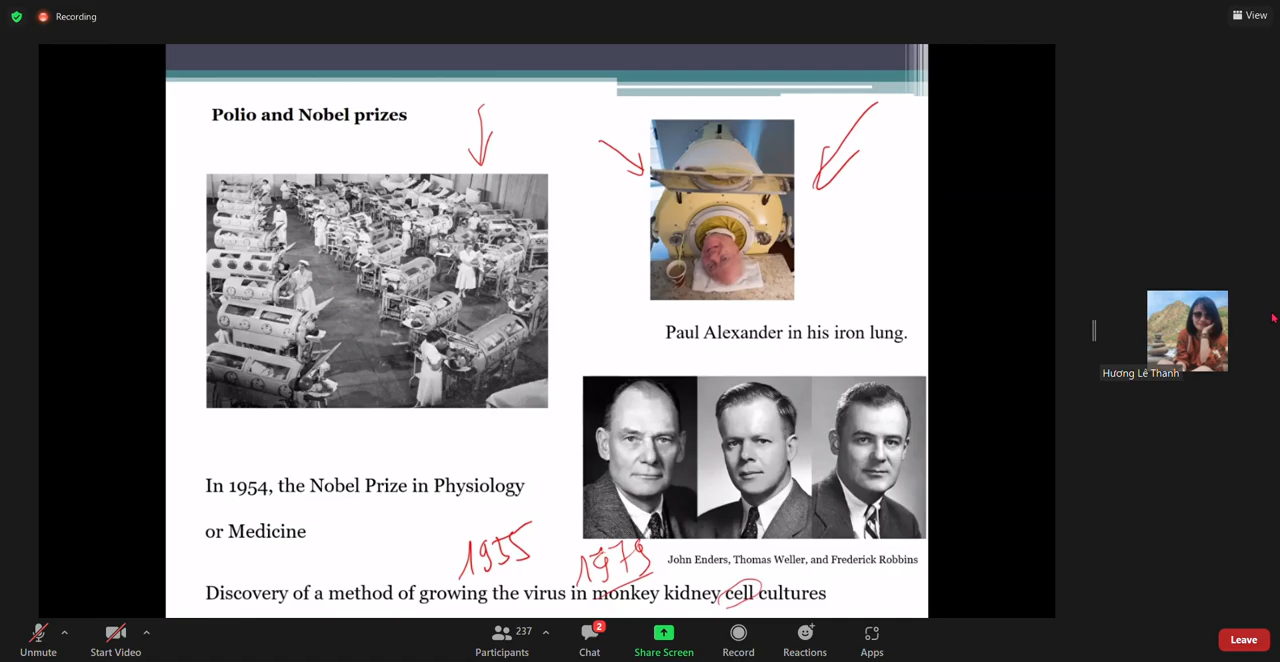 Recording
View
Polio and Nobel prizes
Paul Alexander in his iron lung.
Hương Lê Thanh
In 1954, the Nobel Prize in Physiology
or Medicine
1955
1979
John Enders, Thomas Weller, and Frederick Robbins
Discovery of a method of growing the virus in monkey kidney cell cultures
Unmute
Start Video
237
Participants
2
Chat
Share Screen
Record
Reactions
Apps
Leave